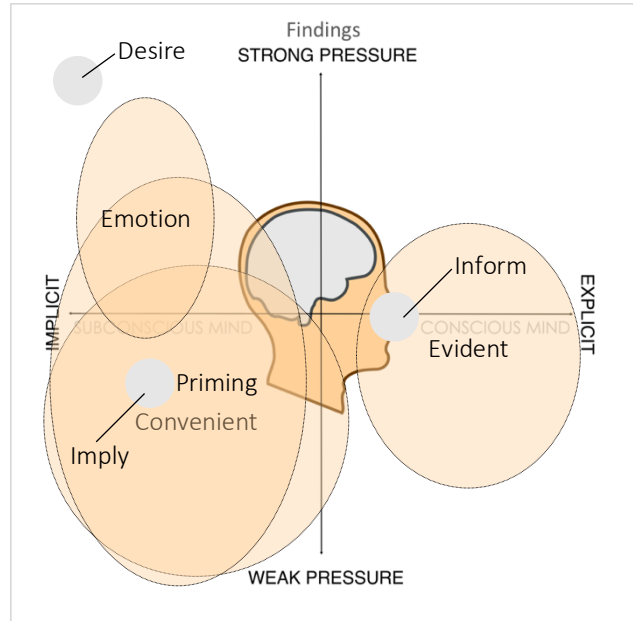 Findings
STRONG PRESSURE
Desire
Emotion
Inform
IMPLICIT
SUBCONSCIOUS MIND
CONSCIOUS MIND
EXPLICIT
Evident
Priming
Convenient
Imply
WEAK PRESSURE